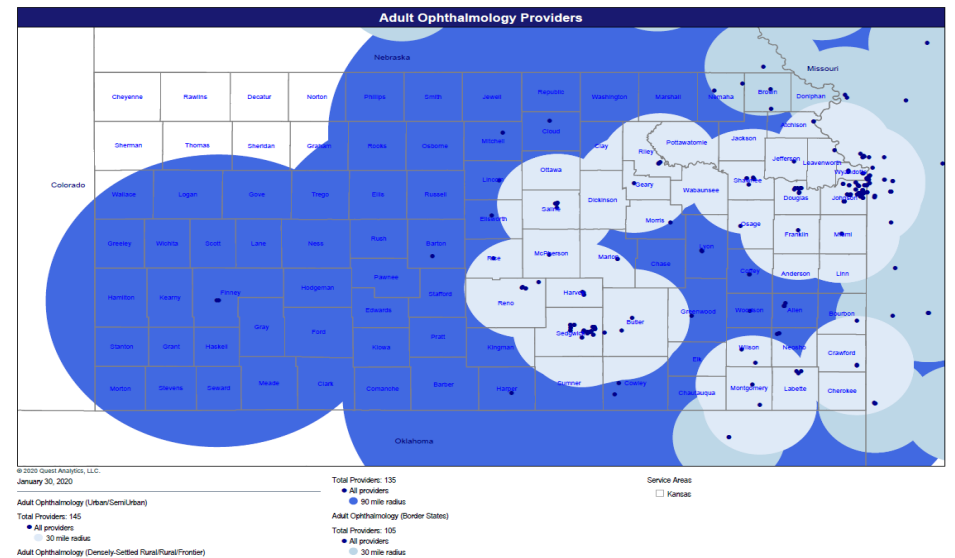 Adult Ophthalmology Providers
Nebraska
Missouri
Cheyenne Rawlins Decatur Norton Phillips Smith Jewell Republic Washington Marshall Nemaha Brown Doniphan
Atchison
Sherman Thomas Sheridan Graham Rooks Osborne Mitchell Cloud Clay Riley Pottawatomie Jackson
Jefferson Leavenworth
Colorado
Wallace Logan Gove Trego Ellis Russell Lincoln Ottawa Saline Dickinson Geary Wabaunsee Shawnee Douglas Johnson Wyandotte
Ellsworth Morris Osage
Greeley Wichita Scott Lane Ness Rush Barton Rice McPherson Marion Chase Lyon Franklin Miami
Pawnee Coffey Anderson Linn
Hamilton Kearny Finney Hodgeman Stafford Reno Harvey
Edwards Sedgwick Butler Greenwood Woodson Allen Bourbon
Gray Ford
Stanton Grant Haskell Kiowa Pratt Kingman Elk Wilson Neosho Crawford
Morton Stevens Seward Meade Clark Comanche Barber Harper Sumner Cowley Chautauqua Montgomery Labette Cherokee
Oklahoma
© 2020 Quest Analytics, LLC.
January 30, 2020
Adult Ophthalmology (Urban/SemiUrban)
Total Providers: 145
All providers
30 mile radius
Adult Ophthalmology (Densely-Settled Rural/Rural/Frontier)
Total Providers: 135
All providers
90 mile radius
Adult Ophthalmology (Border States)
Total Providers: 105
All providers
30 mile radius
Service Areas
Kansas